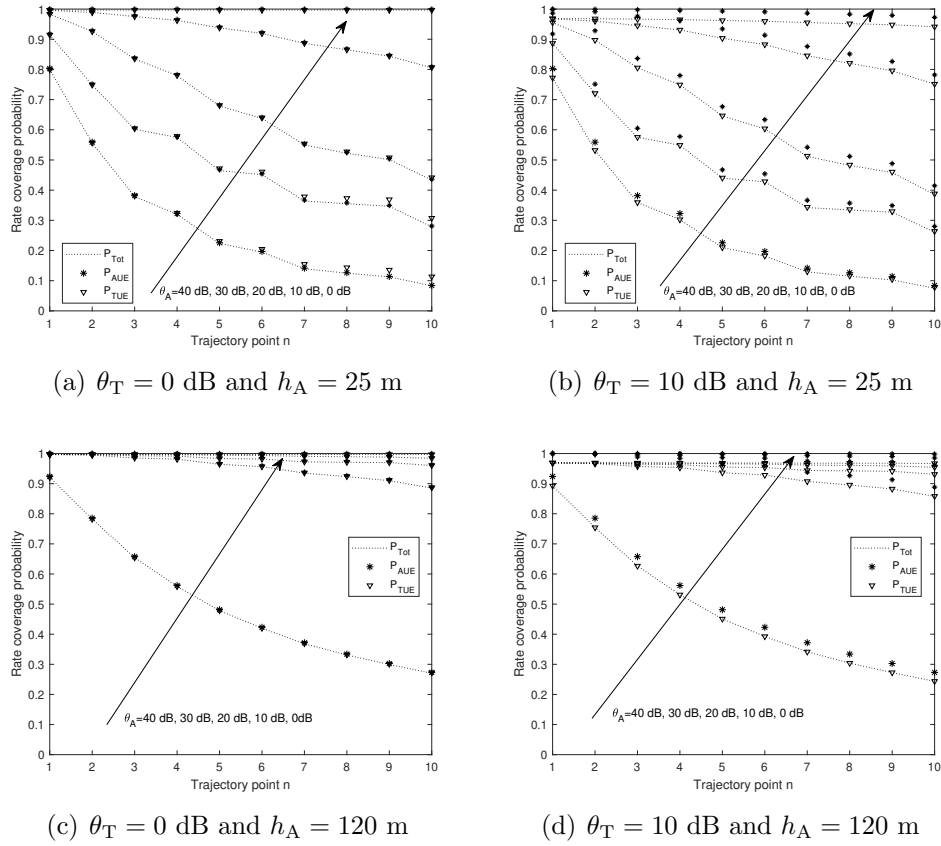 Rate coverage probability
1
0.9
0.8
0.7
0.6
0.5
0.4
0.3
0.2
0.1
0
P_Tot
P_AUE
P_TUE
θ_A=40 dB, 30 dB, 20 dB, 10 dB, 0 dB
1 2 3 4 5 6 7 8 9 10
Trajectory point n
(a) θ_T = 0 dB and h_A = 25 m
Rate coverage probability
1
0.9
0.8
0.7
0.6
0.5
0.4
0.3
0.2
0.1
0
P_Tot
P_AUE
P_TUE
θ_A=40 dB, 30 dB, 20 dB, 10 dB, 0 dB
1 2 3 4 5 6 7 8 9 10
Trajectory point n
(b) θ_T = 10 dB and h_A = 25 m
Rate coverage probability
1
0.9
0.8
0.7
0.6
0.5
0.4
0.3
0.2
0.1
0
P_Tot
P_AUE
P_TUE
θ_A=40 dB, 30 dB, 20 dB, 10 dB, 0dB
1 2 3 4 5 6 7 8 9 10
Trajectory point n
(c) θ_T = 0 dB and h_A = 120 m
Rate coverage probability
1
0.9
0.8
0.7
0.6
0.5
0.4
0.3
0.2
0.1
0
P_Tot
P_AUE
P_TUE
θ_A=40 dB, 30 dB, 20 dB, 10 dB, 0 dB
1 2 3 4 5 6 7 8 9 10
Trajectory point n
(d) θ_T = 10 dB and h_A = 120 m